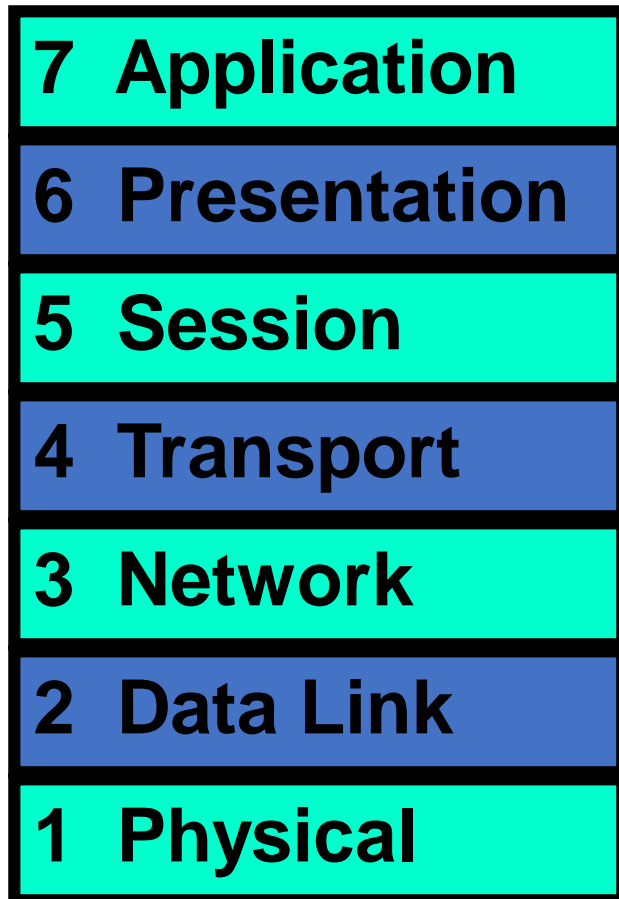 7 Application
6 Presentation
5 Session
4 Transport
3 Network
2 Data Link
1 Physical